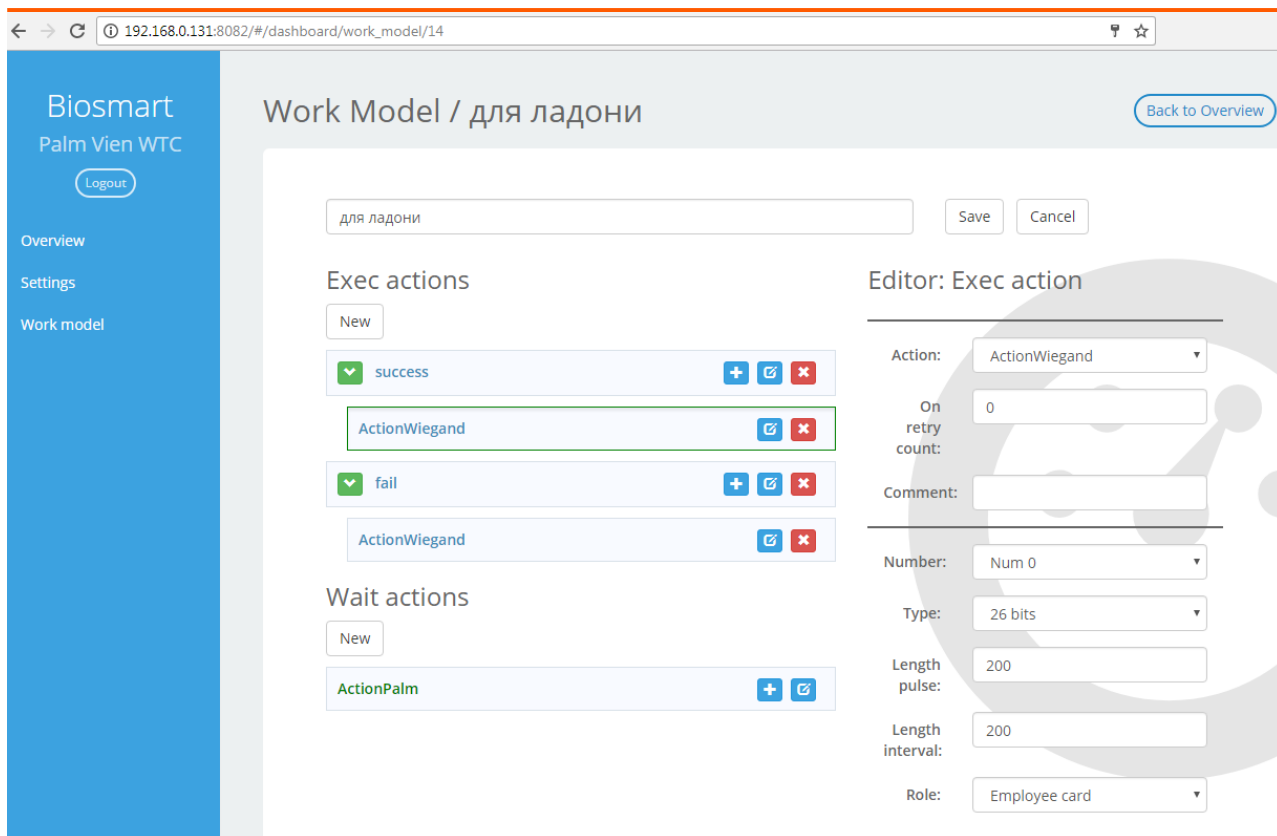 192.168.0.131:8082/#/dashboard/work_model/14
Biosmart
Palm Vien WTC
Logout
Overview
Settings
Work model
Work Model / для ладони
Back to Overview
для ладони
Save
Cancel
Exec actions
New
success
ActionWiegand
fail
ActionWiegand
Wait actions
New
ActionPalm
Editor: Exec action
Action:
ActionWiegand
On
retry
count:
0
Comment:
Number:
Num 0
Type:
26 bits
Length
pulse:
200
Length
interval:
200
Role:
Employee card